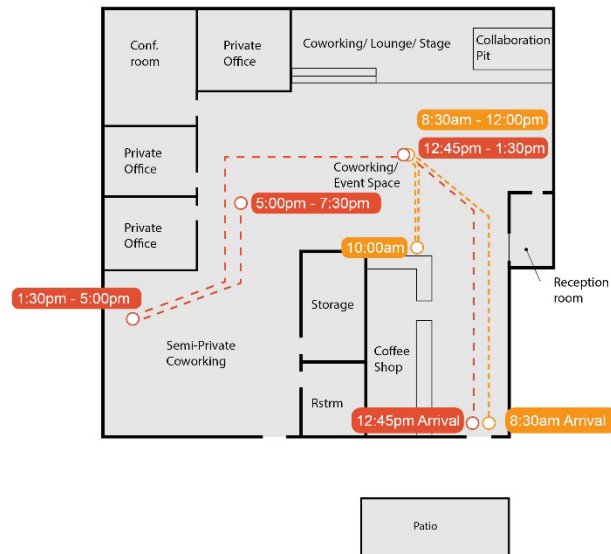 Conf.
room
Private
Office
Coworking/ Lounge/ Stage
Collaboration
Pit
8:30am - 12:00pm
12:45pm - 1:30pm
Private
Office
Coworking/
Event Space
5:00pm - 7:30pm
Private
Office
10:00am
Reception
room
1:30pm - 5:00pm
Storage
Semi-Private
Coworking
Coffee
Shop
Rstrm
12:45pm Arrival
8:30am Arrival
Patio